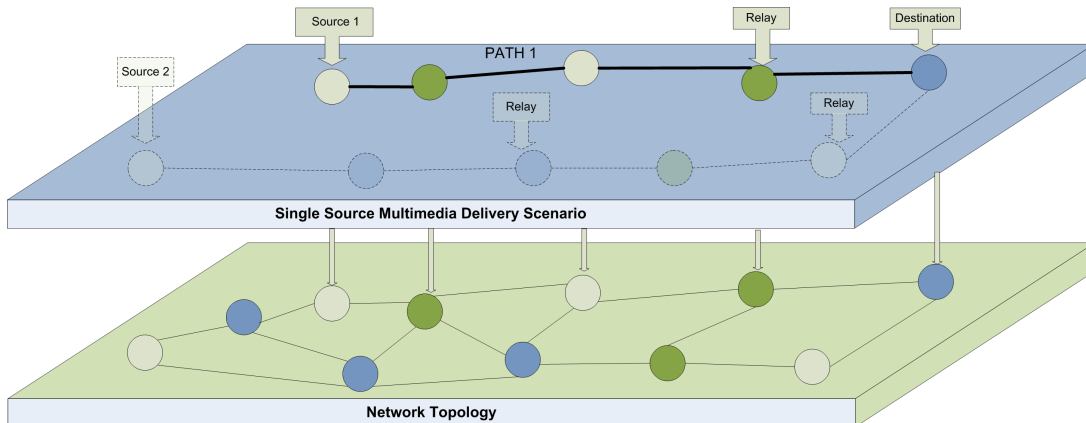 Source 1
Relay
Destination
PATH 1
Source 2
Relay
Relay
Single Source Multimedia Delivery Scenario
Network Topology